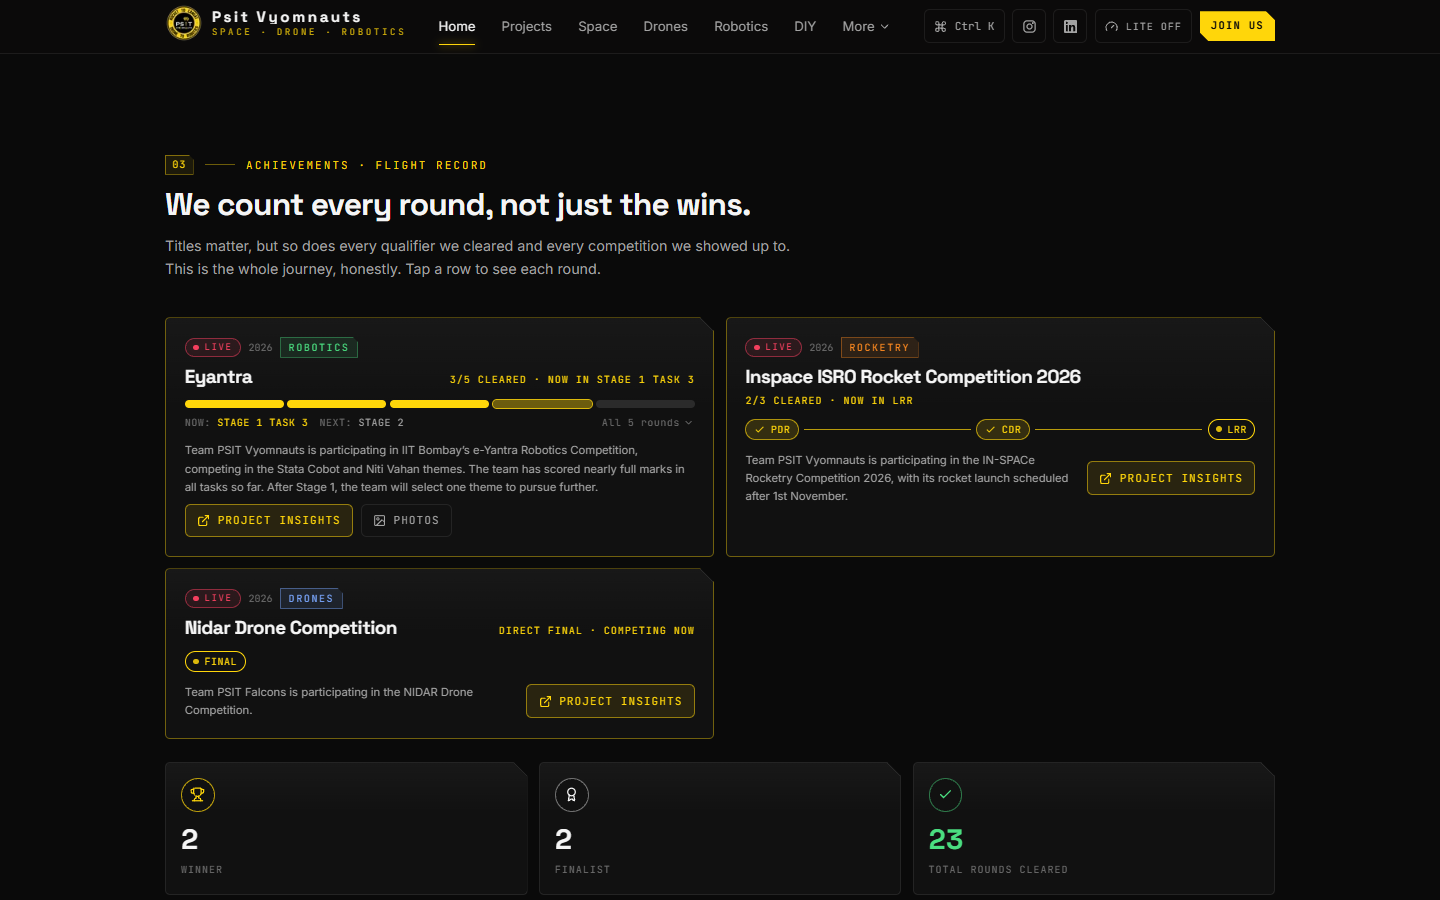 Psit Vyomnauts
SPACE · DRONE · ROBOTICS
Home
Projects
Space
Drones
Robotics
DIY
More
Ctrl K
LITE OFF
JOIN US
03
ACHIEVEMENTS · FLIGHT RECORD
We count every round, not just the wins.
Titles matter, but so does every qualifier we cleared and every competition we showed up to.
This is the whole journey, honestly. Tap a row to see each round.
LIVE 2026 ROBOTICS
Eyantra
3/5 CLEARED · NOW IN STAGE 1 TASK 3
NOW: STAGE 1 TASK 3 NEXT: STAGE 2
All 5 rounds
Team PSIT Vyomnauts is participating in IIT Bombay's e-Yantra Robotics Competition,
competing in the Stata Cobot and Niti Vahan themes. The team has scored nearly full marks in
all tasks so far. After Stage 1, the team will select one theme to pursue further.
PROJECT INSIGHTS
PHOTOS
LIVE 2026 ROCKETRY
Inspace ISRO Rocket Competition 2026
2/3 CLEARED · NOW IN LRR
PDR
CDR
LRR
Team PSIT Vyomnauts is participating in the IN-SPACe
Rocketry Competition 2026, with its rocket launch scheduled
after 1st November.
PROJECT INSIGHTS
LIVE 2026 DRONES
Nidar Drone Competition
DIRECT FINAL · COMPETING NOW
FINAL
Team PSIT Falcons is participating in the NIDAR Drone
Competition.
PROJECT INSIGHTS
2
WINNER
2
FINALIST
23
TOTAL ROUNDS CLEARED